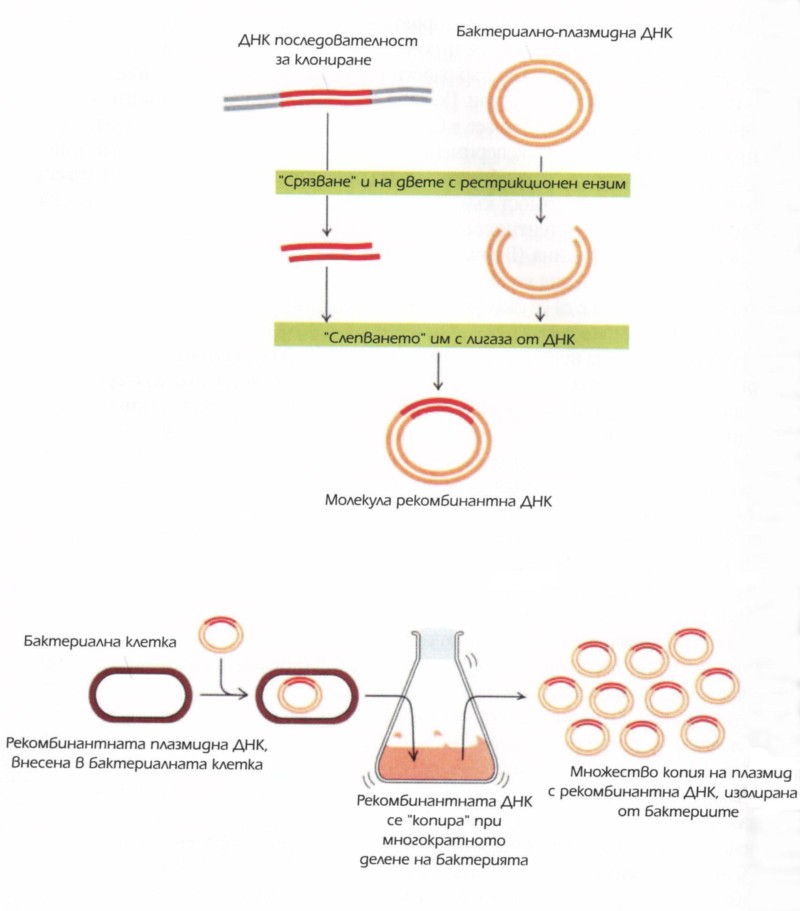 ДНК последователност
за клониране
Бактериално-плазмидна ДНК
"Срязване" и на двете с рестрикционен ензим
"Слепването" им с лигаза от ДНК
Молекула рекомбинантна ДНК
Бактериална клетка
Рекомбинантната плазмидна ДНК,
внесена в бактериалната клетка
Рекомбинантната ДНК
се "копира" при
многократното
делене на бактерията
Множество копия на плазмид
с рекомбинантна ДНК, изолирана
от бактериите